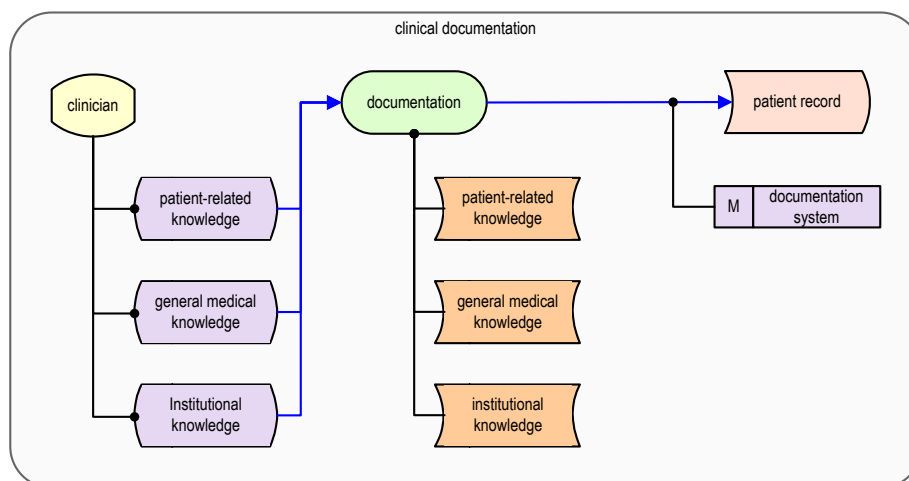 clinical documentation
clinician
documentation
patient record
patient-related
knowledge
patient-related
knowledge
M
documentation
system
general medical
knowledge
general medical
knowledge
Institutional
knowledge
institutional
knowledge